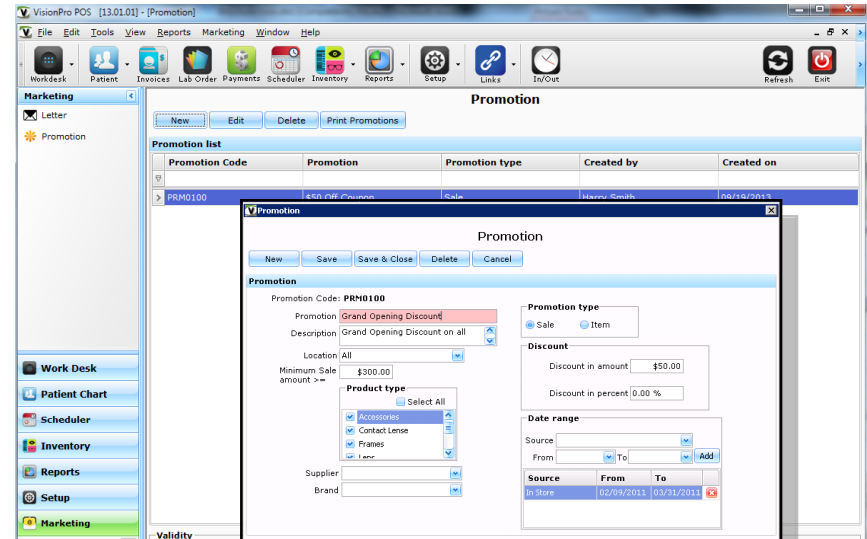 VisionPro POS [13.01.01] - [Promotion]
File Edit Tools View Reports Marketing Window Help
Workdesk Patient Invoices Lab Order Payments Scheduler Inventory Reports Setup Links In/Out Refresh Exit
Marketing
Letter
Promotion
Promotion
New Edit Delete Print Promotions
Promotion list
Promotion Code Promotion Promotion type Created by Created on
PRM0100 $50 Off Coupon Sale Harry Smith 09/19/2013
Promotion
Promotion
New Save Save & Close Delete Cancel
Promotion
Promotion Code: PRM0100
Promotion Grand Opening Discount
Description Grand Opening Discount on all
Location All
Minimum Sale amount >= $300.00
Product type
Select All
Accessories
Contact Lense
Frames
Lens
Supplier
Brand
Promotion type
Sale Item
Discount
Discount in amount $50.00
Discount in percent 0.00 %
Date range
Source
From To Add
Source From To
In Store 02/09/2011 03/31/2011
Work Desk
Patient Chart
Scheduler
Inventory
Reports
Setup
Marketing
Validity